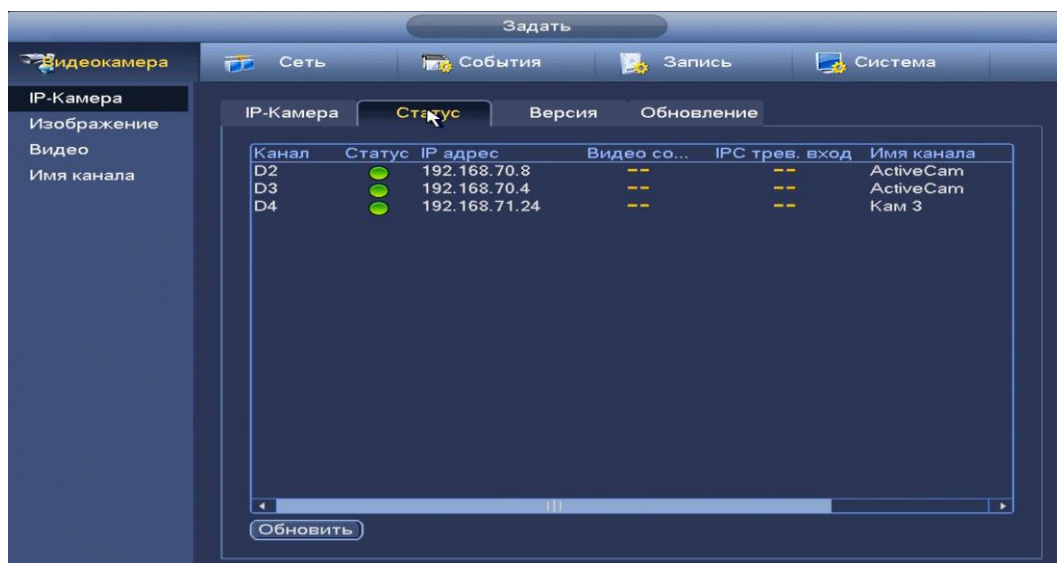 Задать
Видеокамера Сеть События Запись Система
IP-Камера
Изображение
Видео
Имя канала
IP-Камера Статус Версия Обновление
Канал Статус IP адрес Видео со... IPC трев. вход Имя канала
D2 192.168.70.8 -- -- ActiveCam
D3 192.168.70.4 -- -- ActiveCam
D4 192.168.71.24 -- -- Кам 3
Обновить